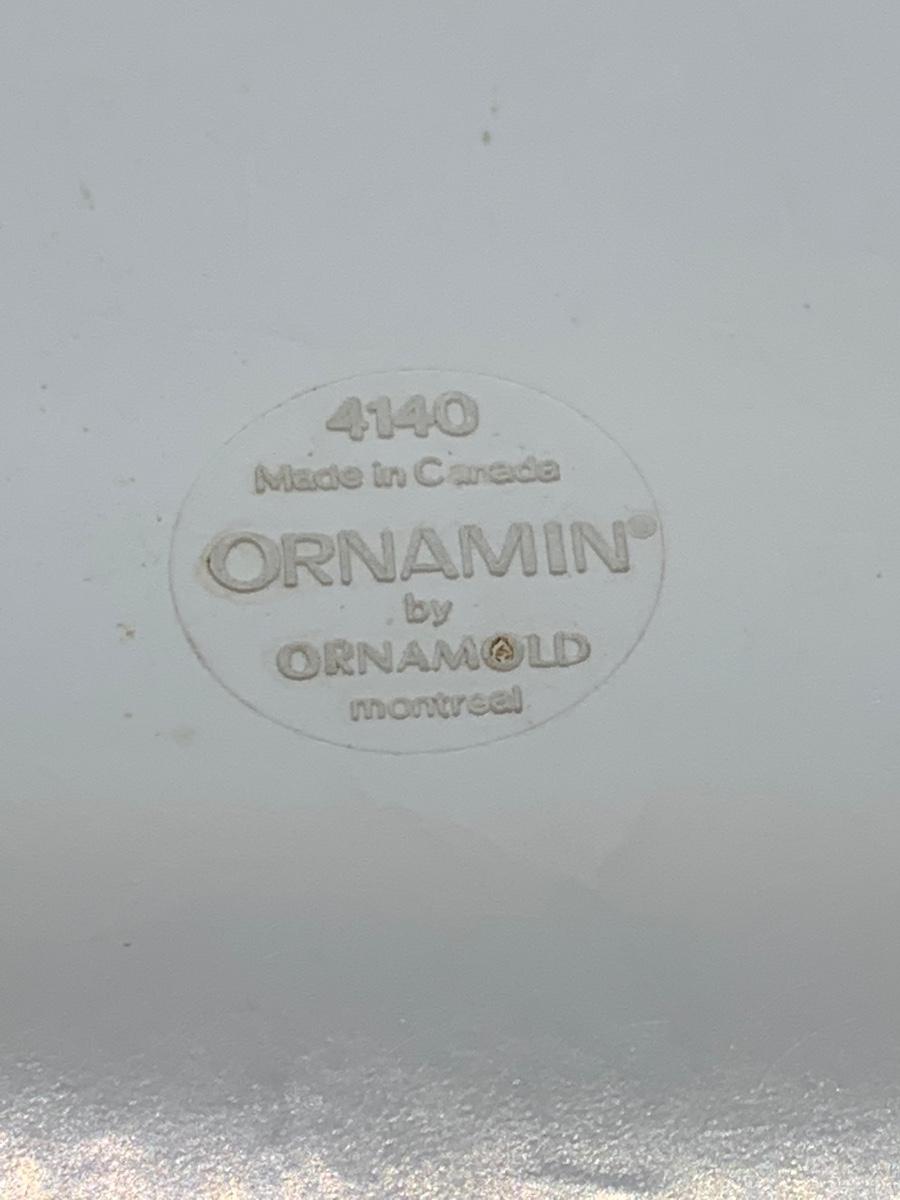 4140
Made in Canada
ORNAMIN®
by
ORNAMOLD
montreal